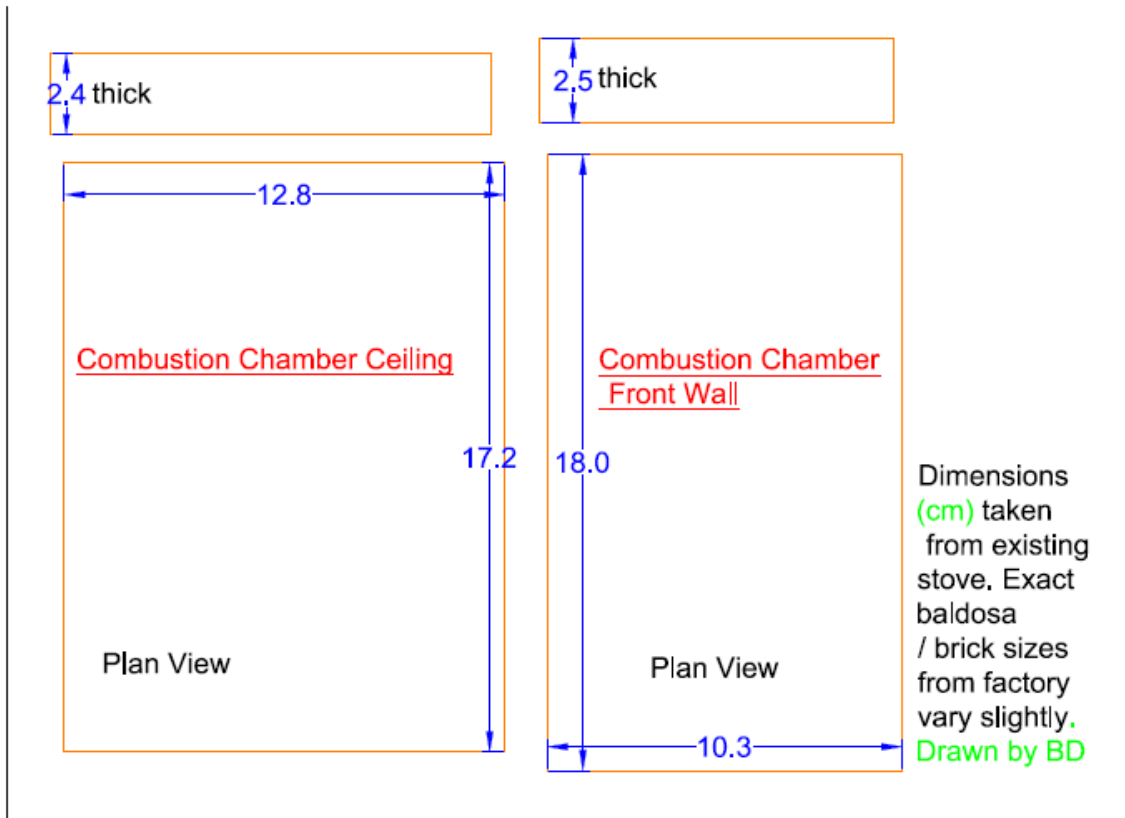 2.4 thick
2.5 thick
12.8
Combustion Chamber Ceiling
17.2
Plan View
Combustion Chamber
Front Wall
18.0
Plan View
10.3
Dimensions
(cm) taken
from existing
stove. Exact
baldosa
/ brick sizes
from factory
vary slightly.
Drawn by BD